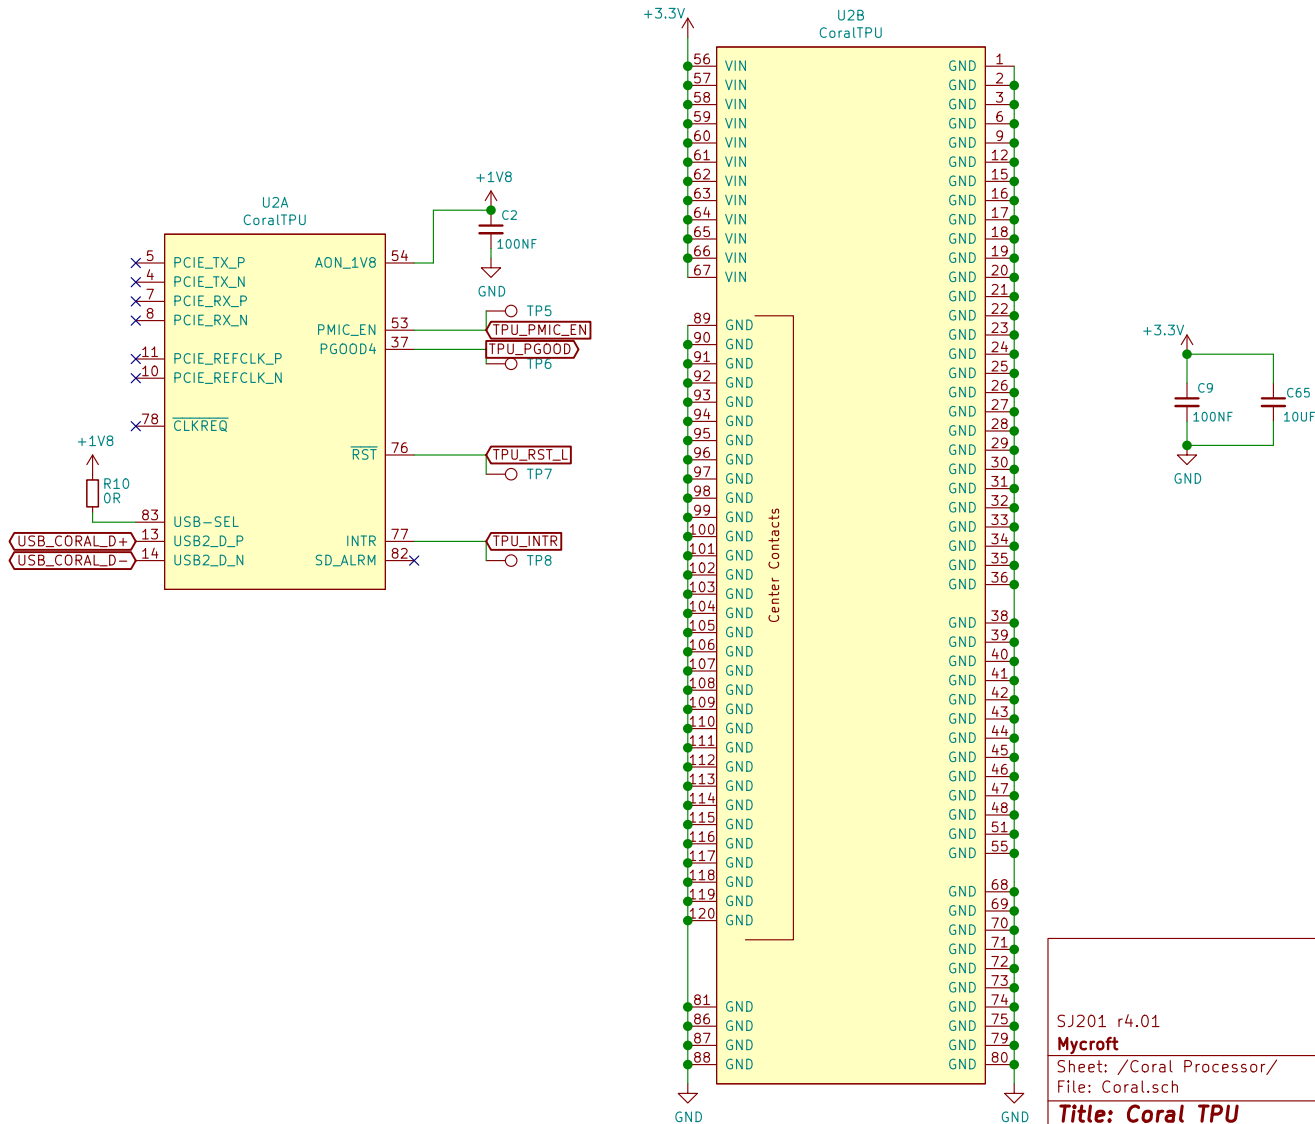 U2A
CoralTPU
5 PCIE_TX_P
4 PCIE_TX_N
7 PCIE_RX_P
8 PCIE_RX_N
11 PCIE_REFCLK_P
10 PCIE_REFCLK_N
78 CLKREQ
+1V8
R10
0R
83 USB-SEL
USB_CORAL_D+ 13 USB2_D_P
USB_CORAL_D- 14 USB2_D_N
AON_1V8 54
+1V8
C2
100NF
GND
TP5
PMIC_EN 53 TPU_PMIC_EN
PGOOD4 37 TPU_PGOOD
TP6
RST 76 TPU_RST_L
TP7
INTR 77 TPU_INTR
SD_ALRM 82 TP8
+3.3V
U2B
CoralTPU
56 VIN
57 VIN
58 VIN
59 VIN
60 VIN
61 VIN
62 VIN
63 VIN
64 VIN
65 VIN
66 VIN
67 VIN
89 GND
90 GND
91 GND
92 GND
93 GND
94 GND
95 GND
96 GND
97 GND
98 GND
99 GND
100 GND
101 GND
102 GND
103 GND
104 GND
105 GND
106 GND
107 GND
108 GND
109 GND
110 GND
111 GND
112 GND
113 GND
114 GND
115 GND
116 GND
117 GND
118 GND
119 GND
120 GND
Center Contacts
81 GND
86 GND
87 GND
88 GND
GND
GND 1
GND 2
GND 3
GND 6
GND 9
GND 12
GND 15
GND 16
GND 17
GND 18
GND 19
GND 20
GND 21
GND 22
GND 23
GND 24
GND 25
GND 26
GND 27
GND 28
GND 29
GND 30
GND 31
GND 32
GND 33
GND 34
GND 35
GND 36
GND 38
GND 39
GND 40
GND 41
GND 42
GND 43
GND 44
GND 45
GND 46
GND 47
GND 48
GND 51
GND 55
GND 68
GND 69
GND 70
GND 71
GND 72
GND 73
GND 74
GND 75
GND 79
GND 80
GND
+3.3V
C9
100NF
C65
10UF
GND
SJ201 r4.01
Mycroft
Sheet: /Coral Processor/
File: Coral.sch
Title: Coral TPU